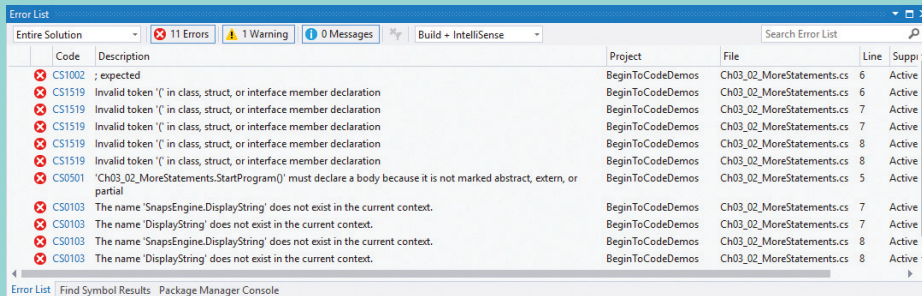 Error List
Entire Solution 11 Errors 1 Warning 0 Messages Build + IntelliSense Search Error List
Code Description Project File Line
CS1002 ; expected BeginToCodeDemos Ch03_02_MoreStatements.cs 6 Active
CS1519 Invalid token '(' in class, struct, or interface member declaration BeginToCodeDemos Ch03_02_MoreStatements.cs 6 Active
CS1519 Invalid token '(' in class, struct, or interface member declaration BeginToCodeDemos Ch03_02_MoreStatements.cs 7 Active
CS1519 Invalid token '(' in class, struct, or interface member declaration BeginToCodeDemos Ch03_02_MoreStatements.cs 7 Active
CS1519 Invalid token '(' in class, struct, or interface member declaration BeginToCodeDemos Ch03_02_MoreStatements.cs 8 Active
CS1519 Invalid token '(' in class, struct, or interface member declaration BeginToCodeDemos Ch03_02_MoreStatements.cs 8 Active
CS0501 'Ch03_02_MoreStatements.StartProgram()' must declare a body because it is not marked abstract, extern, or BeginToCodeDemos Ch03_02_MoreStatements.cs 5 Active
partial
CS0103 The name 'SnapsEngine.DisplayString' does not exist in the current context. BeginToCodeDemos Ch03_02_MoreStatements.cs 7 Active
CS0103 The name 'DisplayString' does not exist in the current context. BeginToCodeDemos Ch03_02_MoreStatements.cs 7 Active
CS0103 The name 'SnapsEngine.DisplayString' does not exist in the current context. BeginToCodeDemos Ch03_02_MoreStatements.cs 8 Active
CS0103 The name 'DisplayString' does not exist in the current context. BeginToCodeDemos Ch03_02_MoreStatements.cs 8 Active
Error List Find Symbol Results Package Manager Console